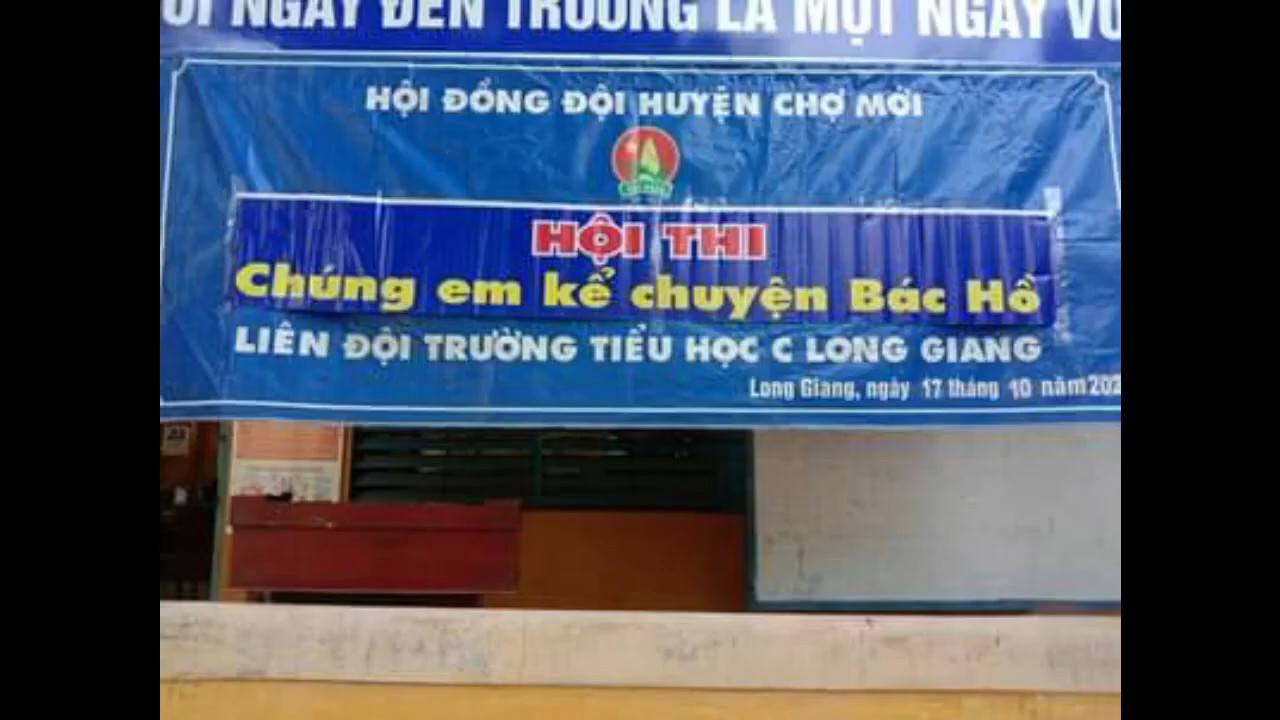 NGÀY ĐẾN TRƯỜNG LÀ MỘT NGÀY
HỘI ĐỒNG ĐỘI HUYỆN CHỢ MỚI
HỘI THI
Chúng em kể chuyện Bác Hồ
LIÊN ĐỘI TRƯỜNG TIỂU HỌC C LONG GIANG
Long Giang, ngày 17 tháng 10 năm 202